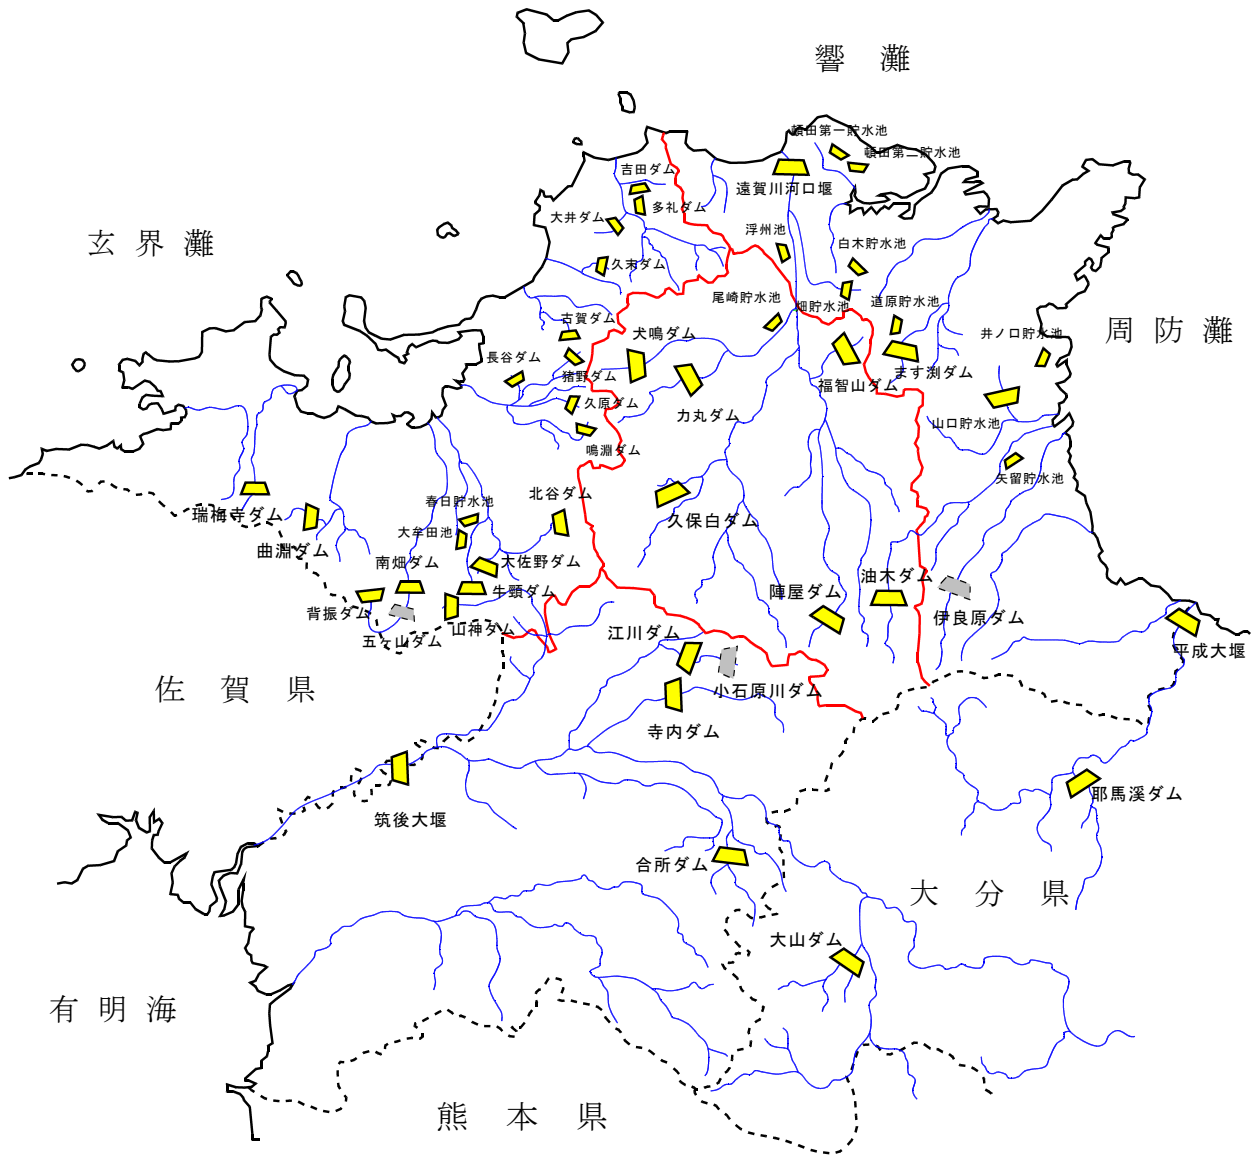 響灘
頓田第一貯水池
頓田第二貯水池
吉田ダム
遠賀川河口堰
多礼ダム
大井ダム
浮州池
玄界灘
白木貯水池
久末ダム
尾崎貯水池
畑貯水池
道原貯水池
古賀ダム
犬鳴ダム
井ノ口貯水池
周防灘
長谷ダム
猪野ダム
ます渕ダム
福智山ダム
久原ダム
力丸ダム
山口貯水池
鳴淵ダム
矢留貯水池
北谷ダム
春日貯水池
瑞梅寺ダム
久保白ダム
大牟田池
曲淵ダム
南畑ダム
大佐野ダム
油木ダム
牛頸ダム
陣屋ダム
背振ダム
伊良原ダム
山神ダム
江川ダム
五ヶ山ダム
平成大堰
佐賀県
小石原川ダム
寺内ダム
耶馬溪ダム
筑後大堰
合所ダム
大分県
大山ダム
有明海
熊本県